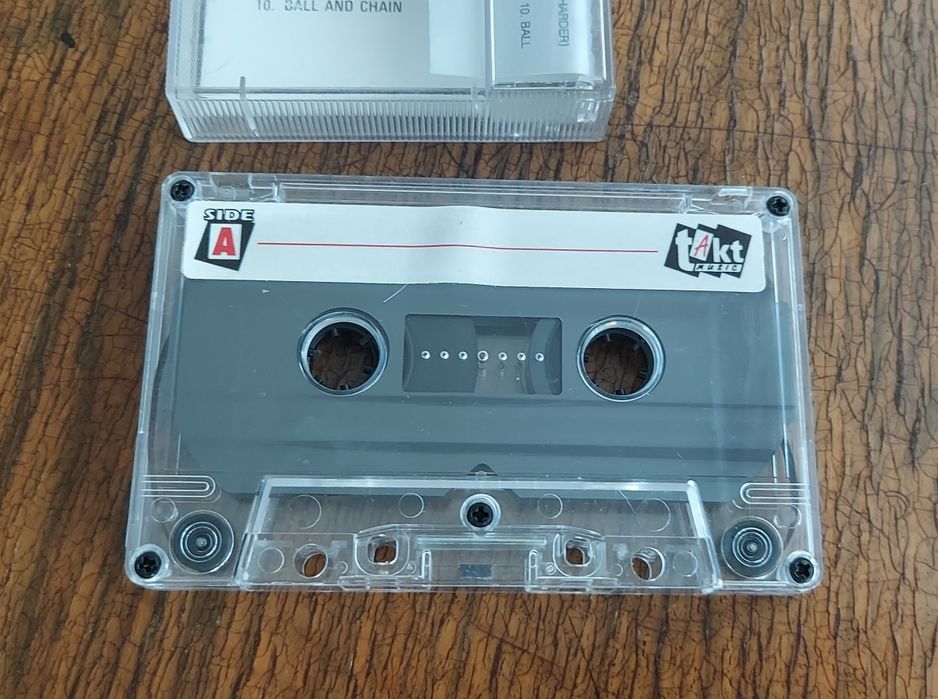 10. BALL AND CHAIN
HARDER)
10. BALL
SIDE
A
tAkt
MUSIC